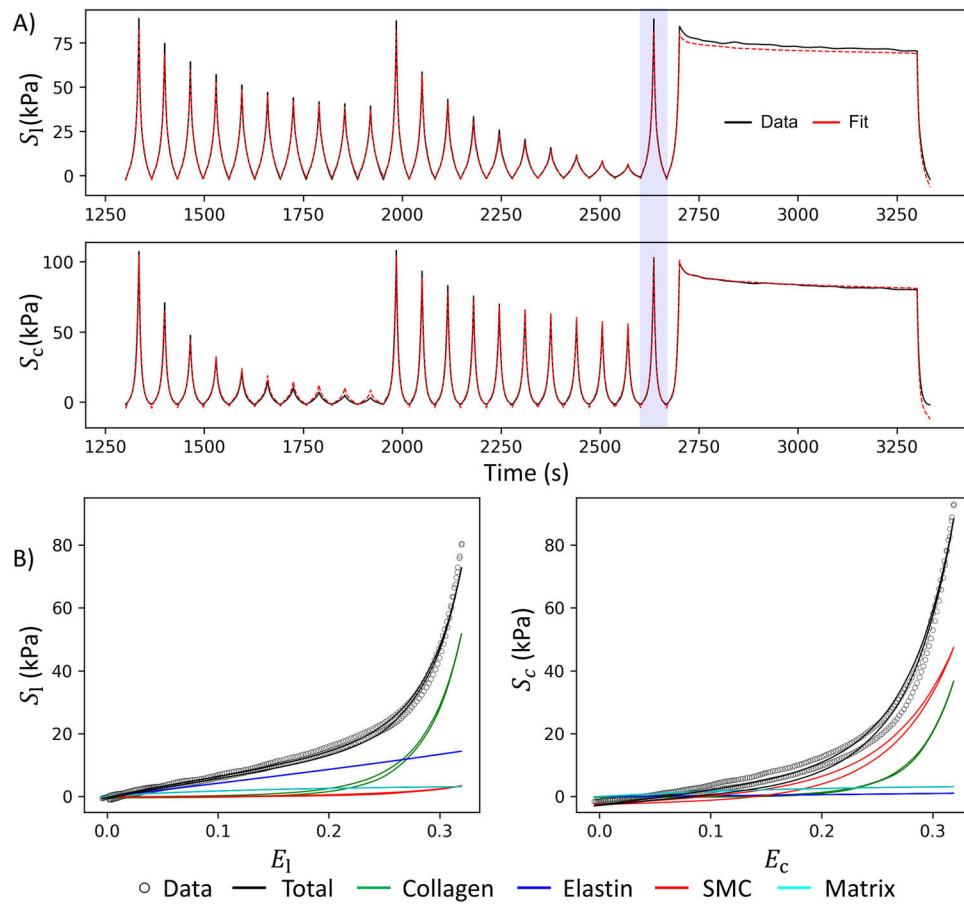 A)
S_l(kPa)
75
50
25
0
Data
Fit
1250 1500 1750 2000 2250 2500 2750 3000 3250
S_c(kPa)
100
50
0
1250 1500 1750 2000 2250 2500 2750 3000 3250
Time (s)
B)
S_l (kPa)
80
60
40
20
0
0.0 0.1 0.2 0.3
E_l
S_c (kPa)
80
60
40
20
0
0.0 0.1 0.2 0.3
E_c
Data Total Collagen Elastin SMC Matrix